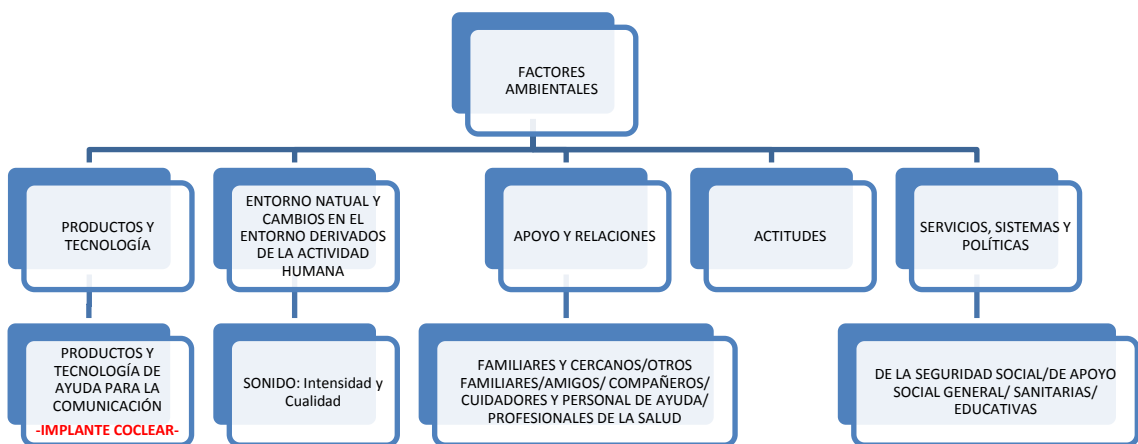 FACTORES
AMBIENTALES
PRODUCTOS Y
TECNOLOGÍA
ENTORNO NATUAL Y
CAMBIOS EN EL
ENTORNO DERIVADOS
DE LA ACTIVIDAD
HUMANA
APOYO Y RELACIONES
ACTITUDES
SERVICIOS, SISTEMAS Y
POLÍTICAS
PRODUCTOS Y
TECNOLOGÍA DE
AYUDA PARA LA
COMUNICACIÓN
-IMPLANTE COCLEAR-
SONIDO: Intensidad y
Cualidad
FAMILIARES Y CERCANOS/OTROS
FAMILIARES/AMIGOS/ COMPAÑEROS/
CUIDADORES Y PERSONAL DE AYUDA/
PROFESIONALES DE LA SALUD
DE LA SEGURIDAD SOCIAL/DE APOYO
SOCIAL GENERAL/ SANITARIAS/
EDUCATIVAS